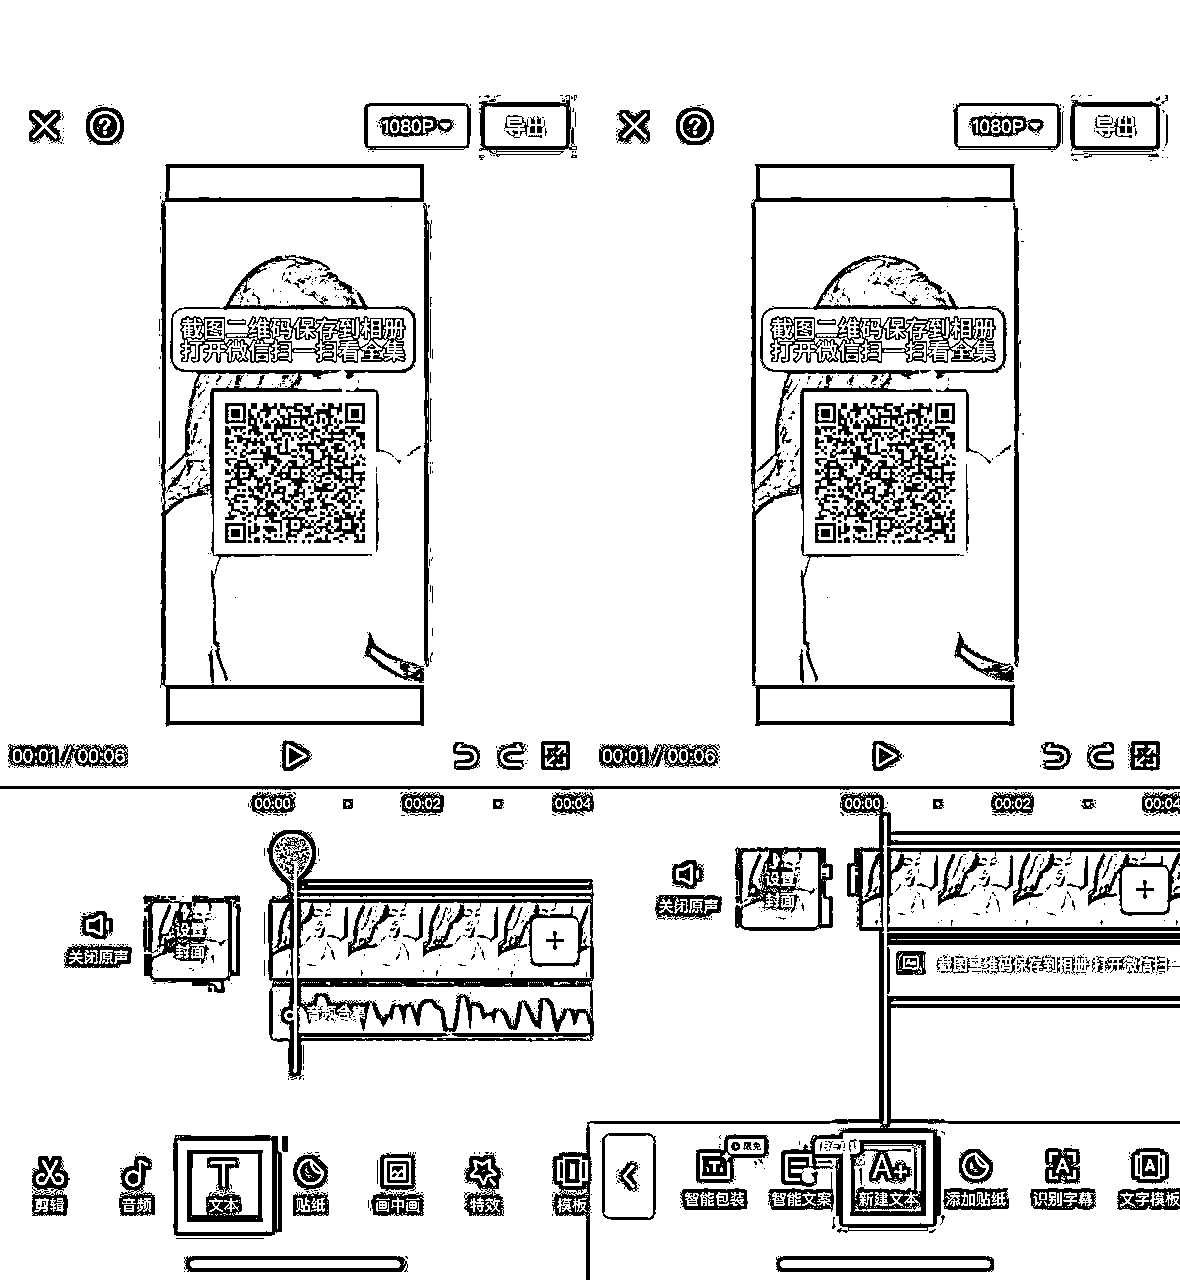 1080P
导出
截图二维码保存到相册
打开微信扫一扫看全集
00:01 / 00:06
00:00
00:02
00:04
关闭原声
设置
封面
剪辑
音频
文本
贴纸
画中画
特效
模板
1080P
导出
截图二维码保存到相册
打开微信扫一扫看全集
00:01 / 00:06
00:00
00:02
00:04
关闭原声
设置
封面
截图二维码保存到相册 打开微信扫一
限免
智能包装
智能文案
新建文本
添加贴纸
识别字幕
文字模板